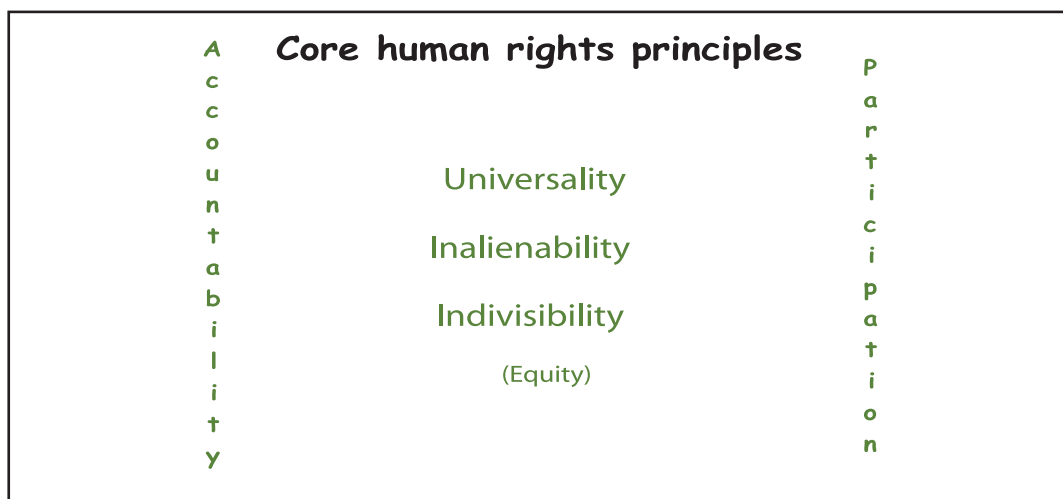 Core human rights principles
Accountability
Universality
Inalienability
Indivisibility
(Equity)
Participation